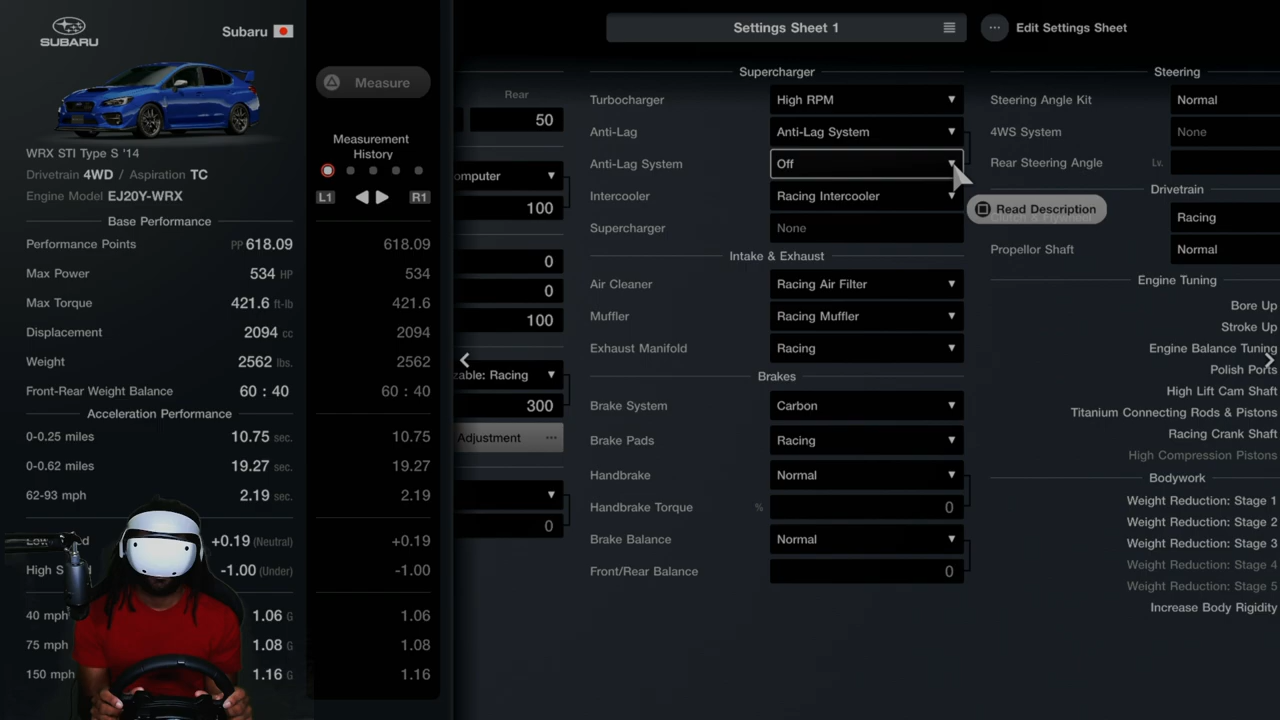 SUBARU
Subaru
WRX STI Type S '14
Drivetrain 4WD / Aspiration TC
Engine Model EJ20Y-WRX
Base Performance
Performance Points PP 618.09
Max Power 534 HP
Max Torque 421.6 ft-lb
Displacement 2094 cc
Weight 2562 lbs.
Front-Rear Weight Balance 60 : 40
Acceleration Performance
0-0.25 miles 10.75 sec.
0-0.62 miles 19.27 sec.
62-93 mph 2.19 sec.
+0.19 (Neutral)
High S -1.00 (Under)
40 mph 1.06 G
75 mph 1.08 G
150 mph 1.16 G
Measure
Measurement
History
L1 R1
618.09
534
421.6
2094
2562
60 : 40
10.75
19.27
2.19
+0.19
-1.00
1.06
1.08
1.16
Settings Sheet 1
Edit Settings Sheet
Rear
50
omputer
100
0
0
100
zable: Racing
300
Adjustment
0
Supercharger
Turbocharger High RPM
Anti-Lag Anti-Lag System
Anti-Lag System Off
Intercooler Racing Intercooler
Supercharger None
Intake & Exhaust
Air Cleaner Racing Air Filter
Muffler Racing Muffler
Exhaust Manifold Racing
Brakes
Brake System Carbon
Brake Pads Racing
Handbrake Normal
Handbrake Torque % 0
Brake Balance Normal
Front/Rear Balance 0
Steering
Steering Angle Kit Normal
4WS System None
Rear Steering Angle Lv.
Drivetrain
Read Description
Racing
Propellor Shaft Normal
Engine Tuning
Bore Up
Stroke Up
Engine Balance Tuning
Polish Ports
High Lift Cam Shaft
Titanium Connecting Rods & Pistons
Racing Crank Shaft
High Compression Pistons
Bodywork
Weight Reduction: Stage 1
Weight Reduction: Stage 2
Weight Reduction: Stage 3
Weight Reduction: Stage 4
Weight Reduction: Stage 5
Increase Body Rigidity